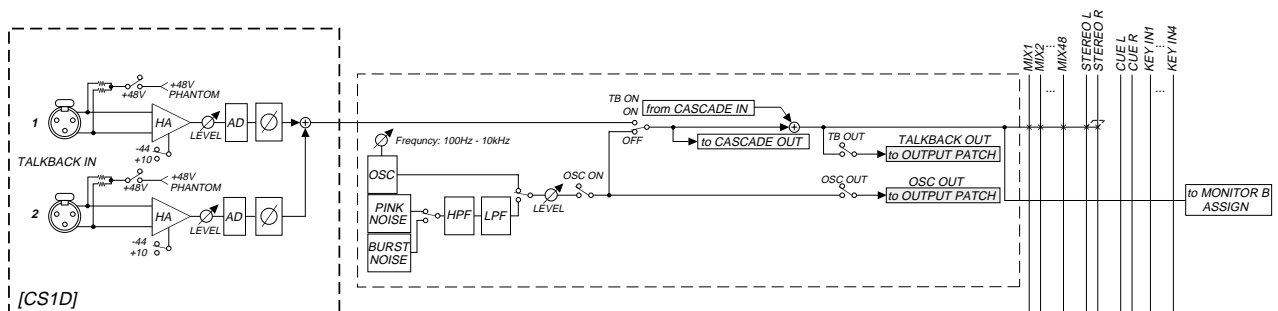 1
+48V
+48V
PHANTOM
HA
LEVEL
AD
-44
+10
TALKBACK IN
2
+48V
+48V
PHANTOM
HA
LEVEL
AD
-44
+10
[CS1D]
TB ON
ON
OFF
from CASCADE IN
to CASCADE OUT
Frequncy: 100Hz - 10kHz
OSC
PINK
NOISE
BURST
NOISE
HPF
LPF
LEVEL
OSC ON
TB OUT
TALKBACK OUT
to OUTPUT PATCH
OSC OUT
OSC OUT
to OUTPUT PATCH
MIX1
MIX2
...
MIX48
...
STEREO L
STEREO R
CUE L
CUE R
KEY IN1
...
KEY IN4
...
to MONITOR B
ASSIGN